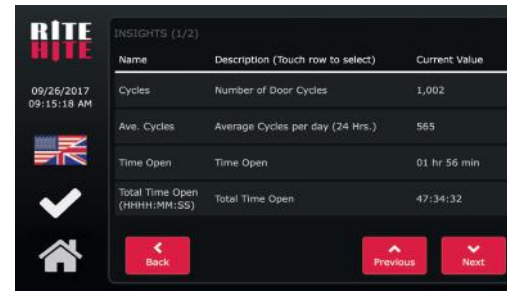 RITE
HITE
09/26/2017
09:15:18 AM
INSIGHTS (1/2)
Name Description (Touch row to select) Current Value
Cycles Number of Door Cycles 1,002
Ave. Cycles Average Cycles per day (24 Hrs.) 565
Time Open Time Open 01 hr 56 min
Total Time Open
(HHHH:MM:SS) Total Time Open 47:34:32
Back Previous Next